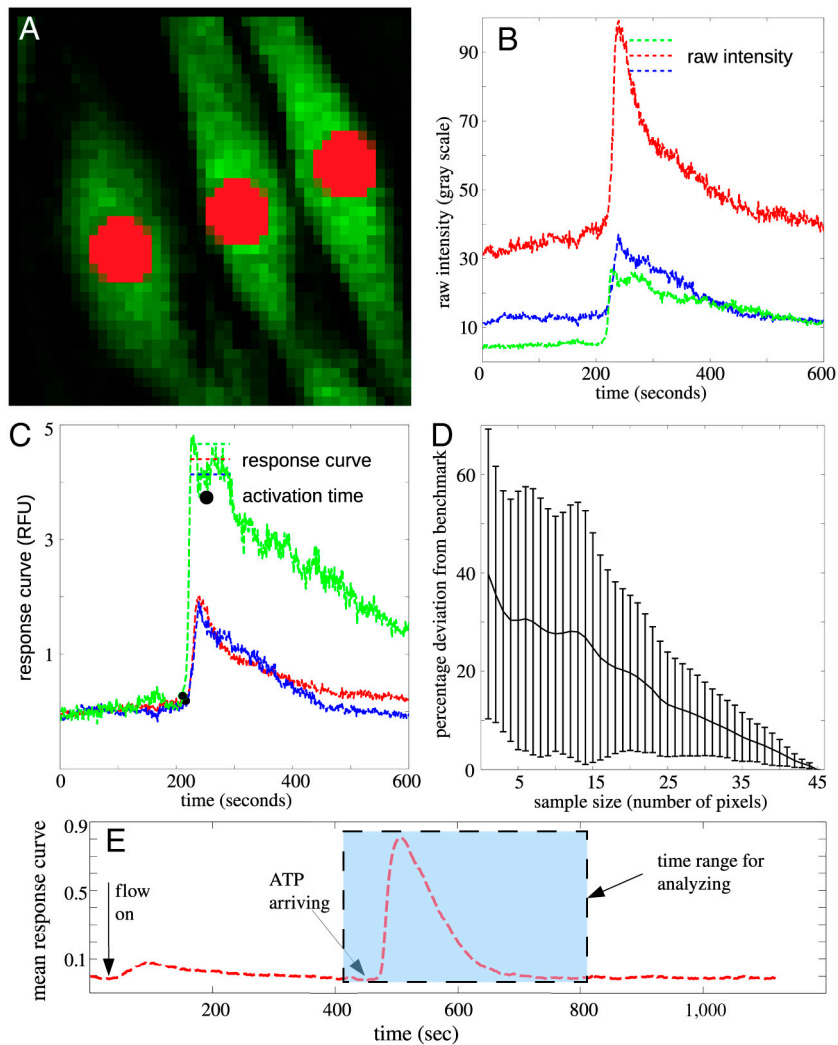 A
B
90
70
50
30
10
raw intensity (gray scale)
raw intensity
0
200
400
600
time (seconds)
C
5
3
1
response curve (RFU)
response curve
activation time
0
200
400
600
time (seconds)
D
60
40
20
0
percentage deviation from benchmark
5
15
25
35
45
sample size (number of pixels)
E
0.9
0.5
0.1
mean response curve
flow
on
ATP
arriving
time range for
analyzing
200
400
600
800
1,000
time (sec)